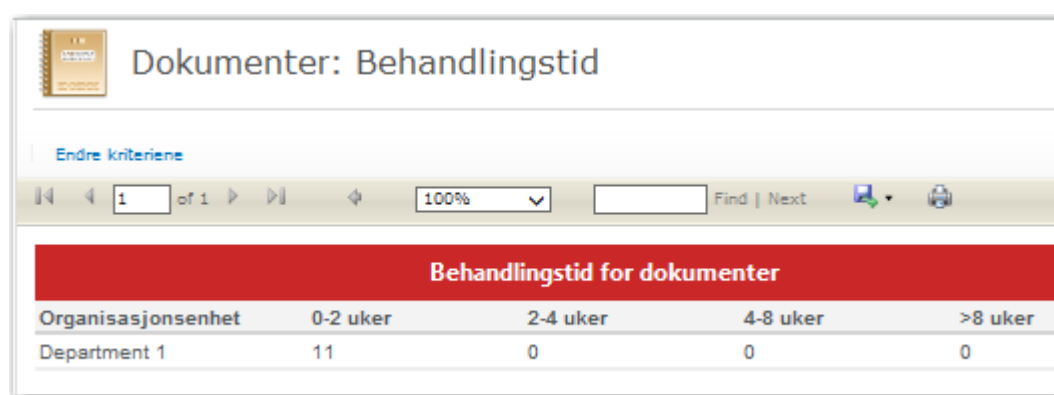 Dokumenter: Behandlingstid
Endre kriteriene
1 of 1 100% Find | Next
Behandlingstid for dokumenter
Organisasjonsenhet 0-2 uker 2-4 uker 4-8 uker >8 uker
Department 1 11 0 0 0